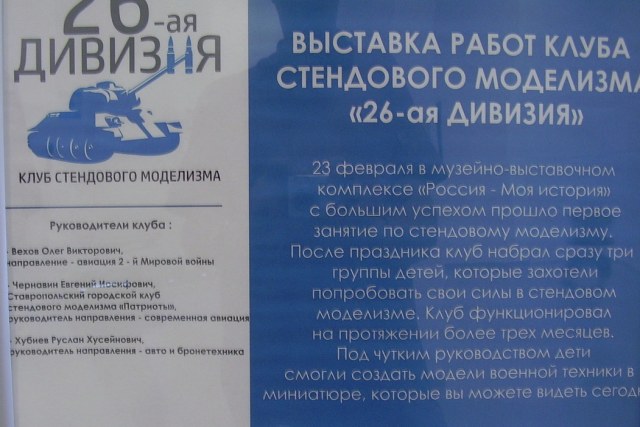 26-ая
ДИВИЗИЯ
КЛУБ СТЕНДОВОГО МОДЕЛИЗМА
Руководители клуба :
- Вехов Олег Викторович,
направление - авиация 2 - й Мировой войны
- Чернавин Евгений Иосифович,
Ставропольский городской клуб
стендового моделизма «Патриоты»,
руководитель направления - современная авиация
- Хубиев Руслан Хусейнович,
руководитель направления - авто и бронетехника
ВЫСТАВКА РАБОТ КЛУБА
СТЕНДОВОГО МОДЕЛИЗМА
«26-ая ДИВИЗИЯ»
23 февраля в музейно-выставочном
комплексе «Россия - Моя история»
с большим успехом прошло первое
занятие по стендовому моделизму.
После праздника клуб набрал сразу три
группы детей, которые захотели
попробовать свои силы в стендовом
моделизме. Клуб функционировал
на протяжении более трех месяцев.
Под чутким руководством дети
смогли создать модели военной техники в
миниатюре, которые вы можете видеть сегодн